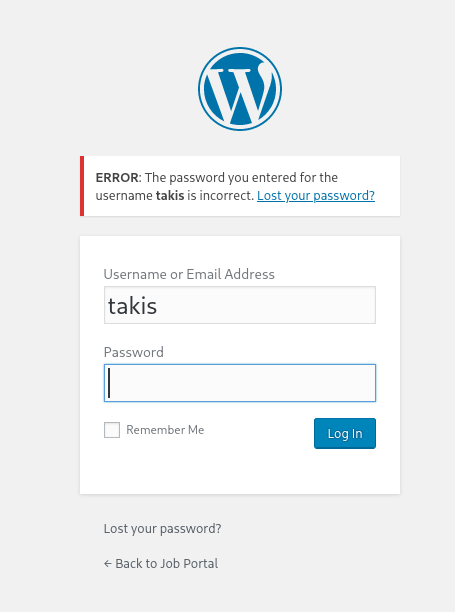 ERROR: The password you entered for the
username takis is incorrect. Lost your password?
Username or Email Address
takis
Password
Remember Me
Log In
Lost your password?
← Back to Job Portal